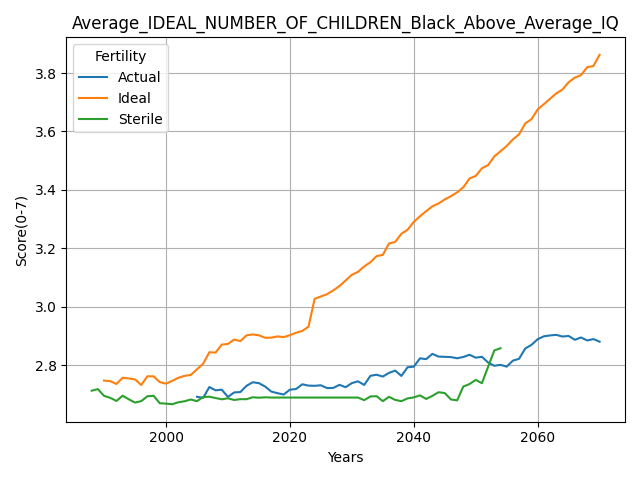 Average_IDEAL_NUMBER_OF_CHILDREN_Black_Above_Average_IQ
Fertility
Actual
Ideal
Sterile
Score(0-7)
3.8
3.6
3.4
3.2
3.0
2.8
2000
2020
2040
2060
Years